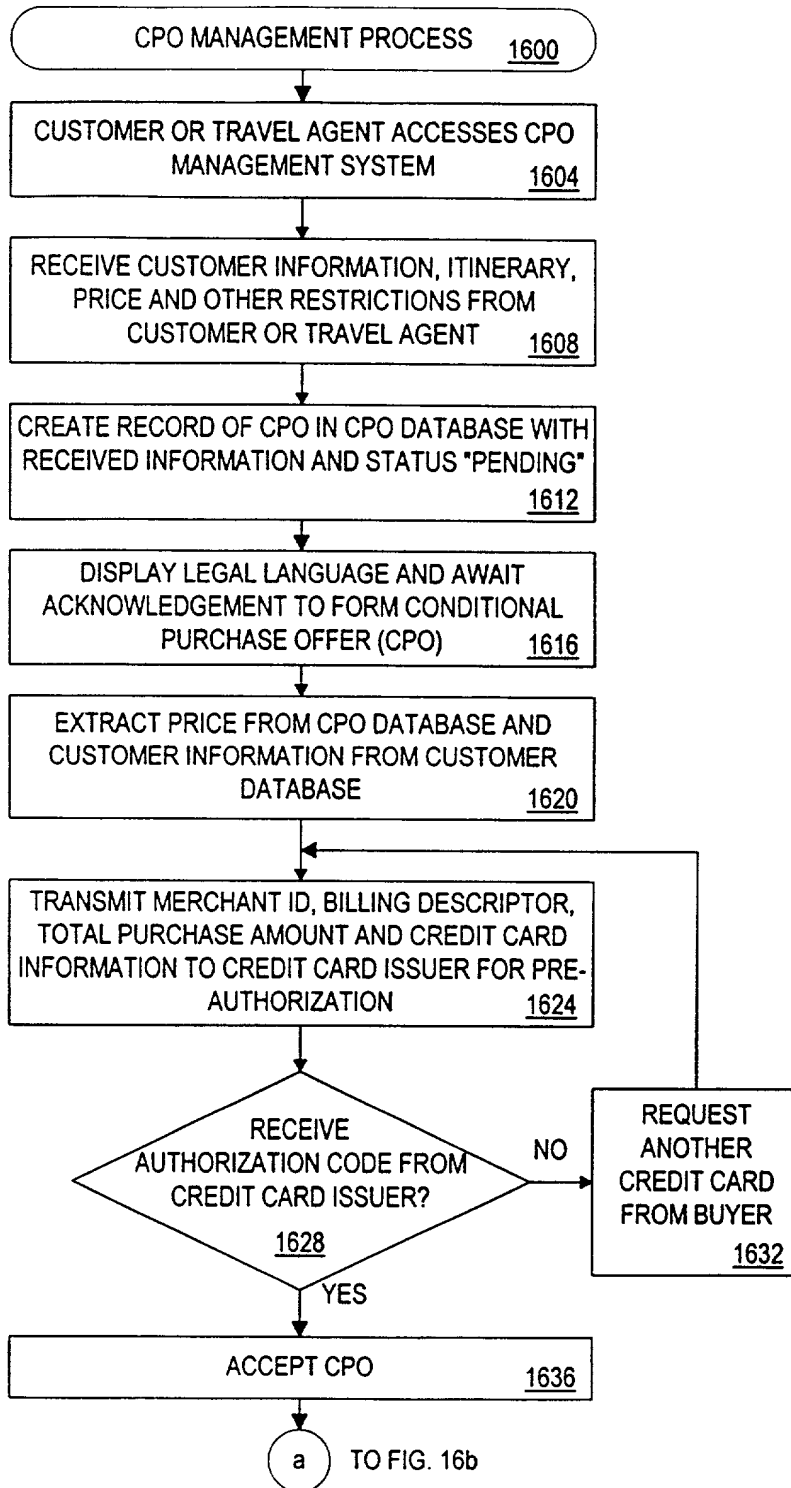 CPO MANAGEMENT PROCESS 1600
CUSTOMER OR TRAVEL AGENT ACCESSES CPO
MANAGEMENT SYSTEM
1604
RECEIVE CUSTOMER INFORMATION, ITINERARY,
PRICE AND OTHER RESTRICTIONS FROM
CUSTOMER OR TRAVEL AGENT
1608
CREATE RECORD OF CPO IN CPO DATABASE WITH
RECEIVED INFORMATION AND STATUS "PENDING"
1612
DISPLAY LEGAL LANGUAGE AND AWAIT
ACKNOWLEDGEMENT TO FORM CONDITIONAL
PURCHASE OFFER (CPO) 1616
EXTRACT PRICE FROM CPO DATABASE AND
CUSTOMER INFORMATION FROM CUSTOMER
DATABASE 1620
TRANSMIT MERCHANT ID, BILLING DESCRIPTOR,
TOTAL PURCHASE AMOUNT AND CREDIT CARD
INFORMATION TO CREDIT CARD ISSUER FOR PRE-
AUTHORIZATION 1624
RECEIVE
AUTHORIZATION CODE FROM
CREDIT CARD ISSUER?
1628
NO
REQUEST
ANOTHER
CREDIT CARD
FROM BUYER
1632
YES
ACCEPT CPO 1636
a TO FIG. 16b